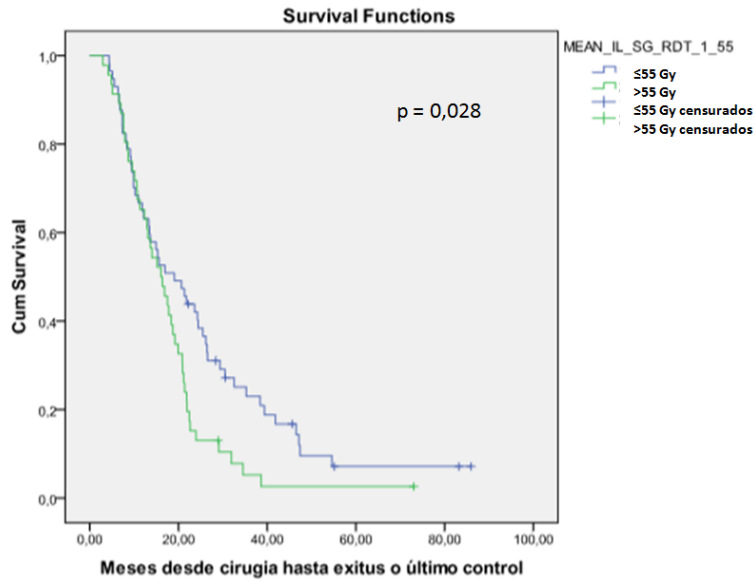 Survival Functions
MEAN_IL_SG_RDT_1_55
≤55 Gy
>55 Gy
≤55 Gy censurados
>55 Gy censurados
p = 0,028
Cum Survival
1,0
0,8
0,6
0,4
0,2
0,0
0,00 20,00 40,00 60,00 80,00 100,00
Meses desde cirugia hasta exitus o último control